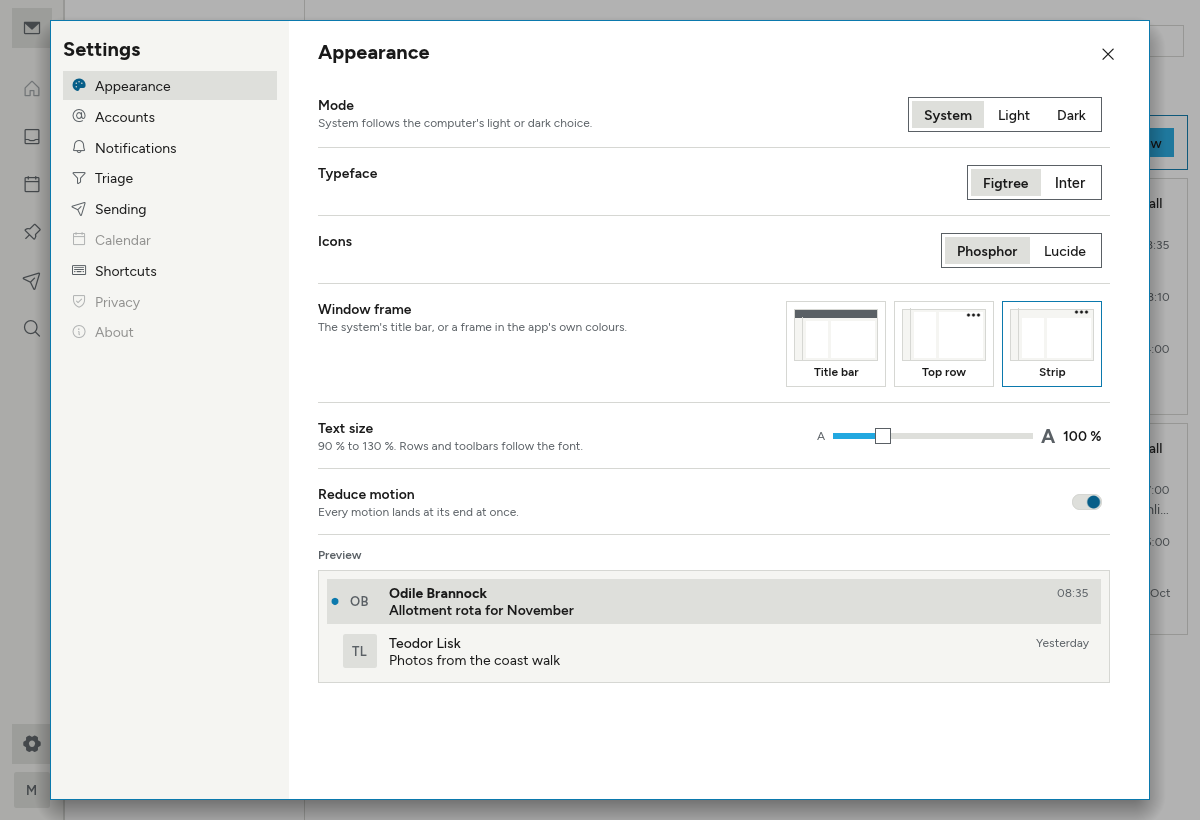 Settings
Appearance
Accounts
Notifications
Triage
Sending
Calendar
Shortcuts
Privacy
About
M
Appearance
Mode
System follows the computer's light or dark choice.
System Light Dark
Typeface
Figtree Inter
Icons
Phosphor Lucide
Window frame
The system's title bar, or a frame in the app's own colours.
Title bar Top row Strip
Text size
90 % to 130 %. Rows and toolbars follow the font.
A A 100 %
Reduce motion
Every motion lands at its end at once.
Preview
OB Odile Brannock 08:35
Allotment rota for November
TL Teodor Lisk Yesterday
Photos from the coast walk
Oct